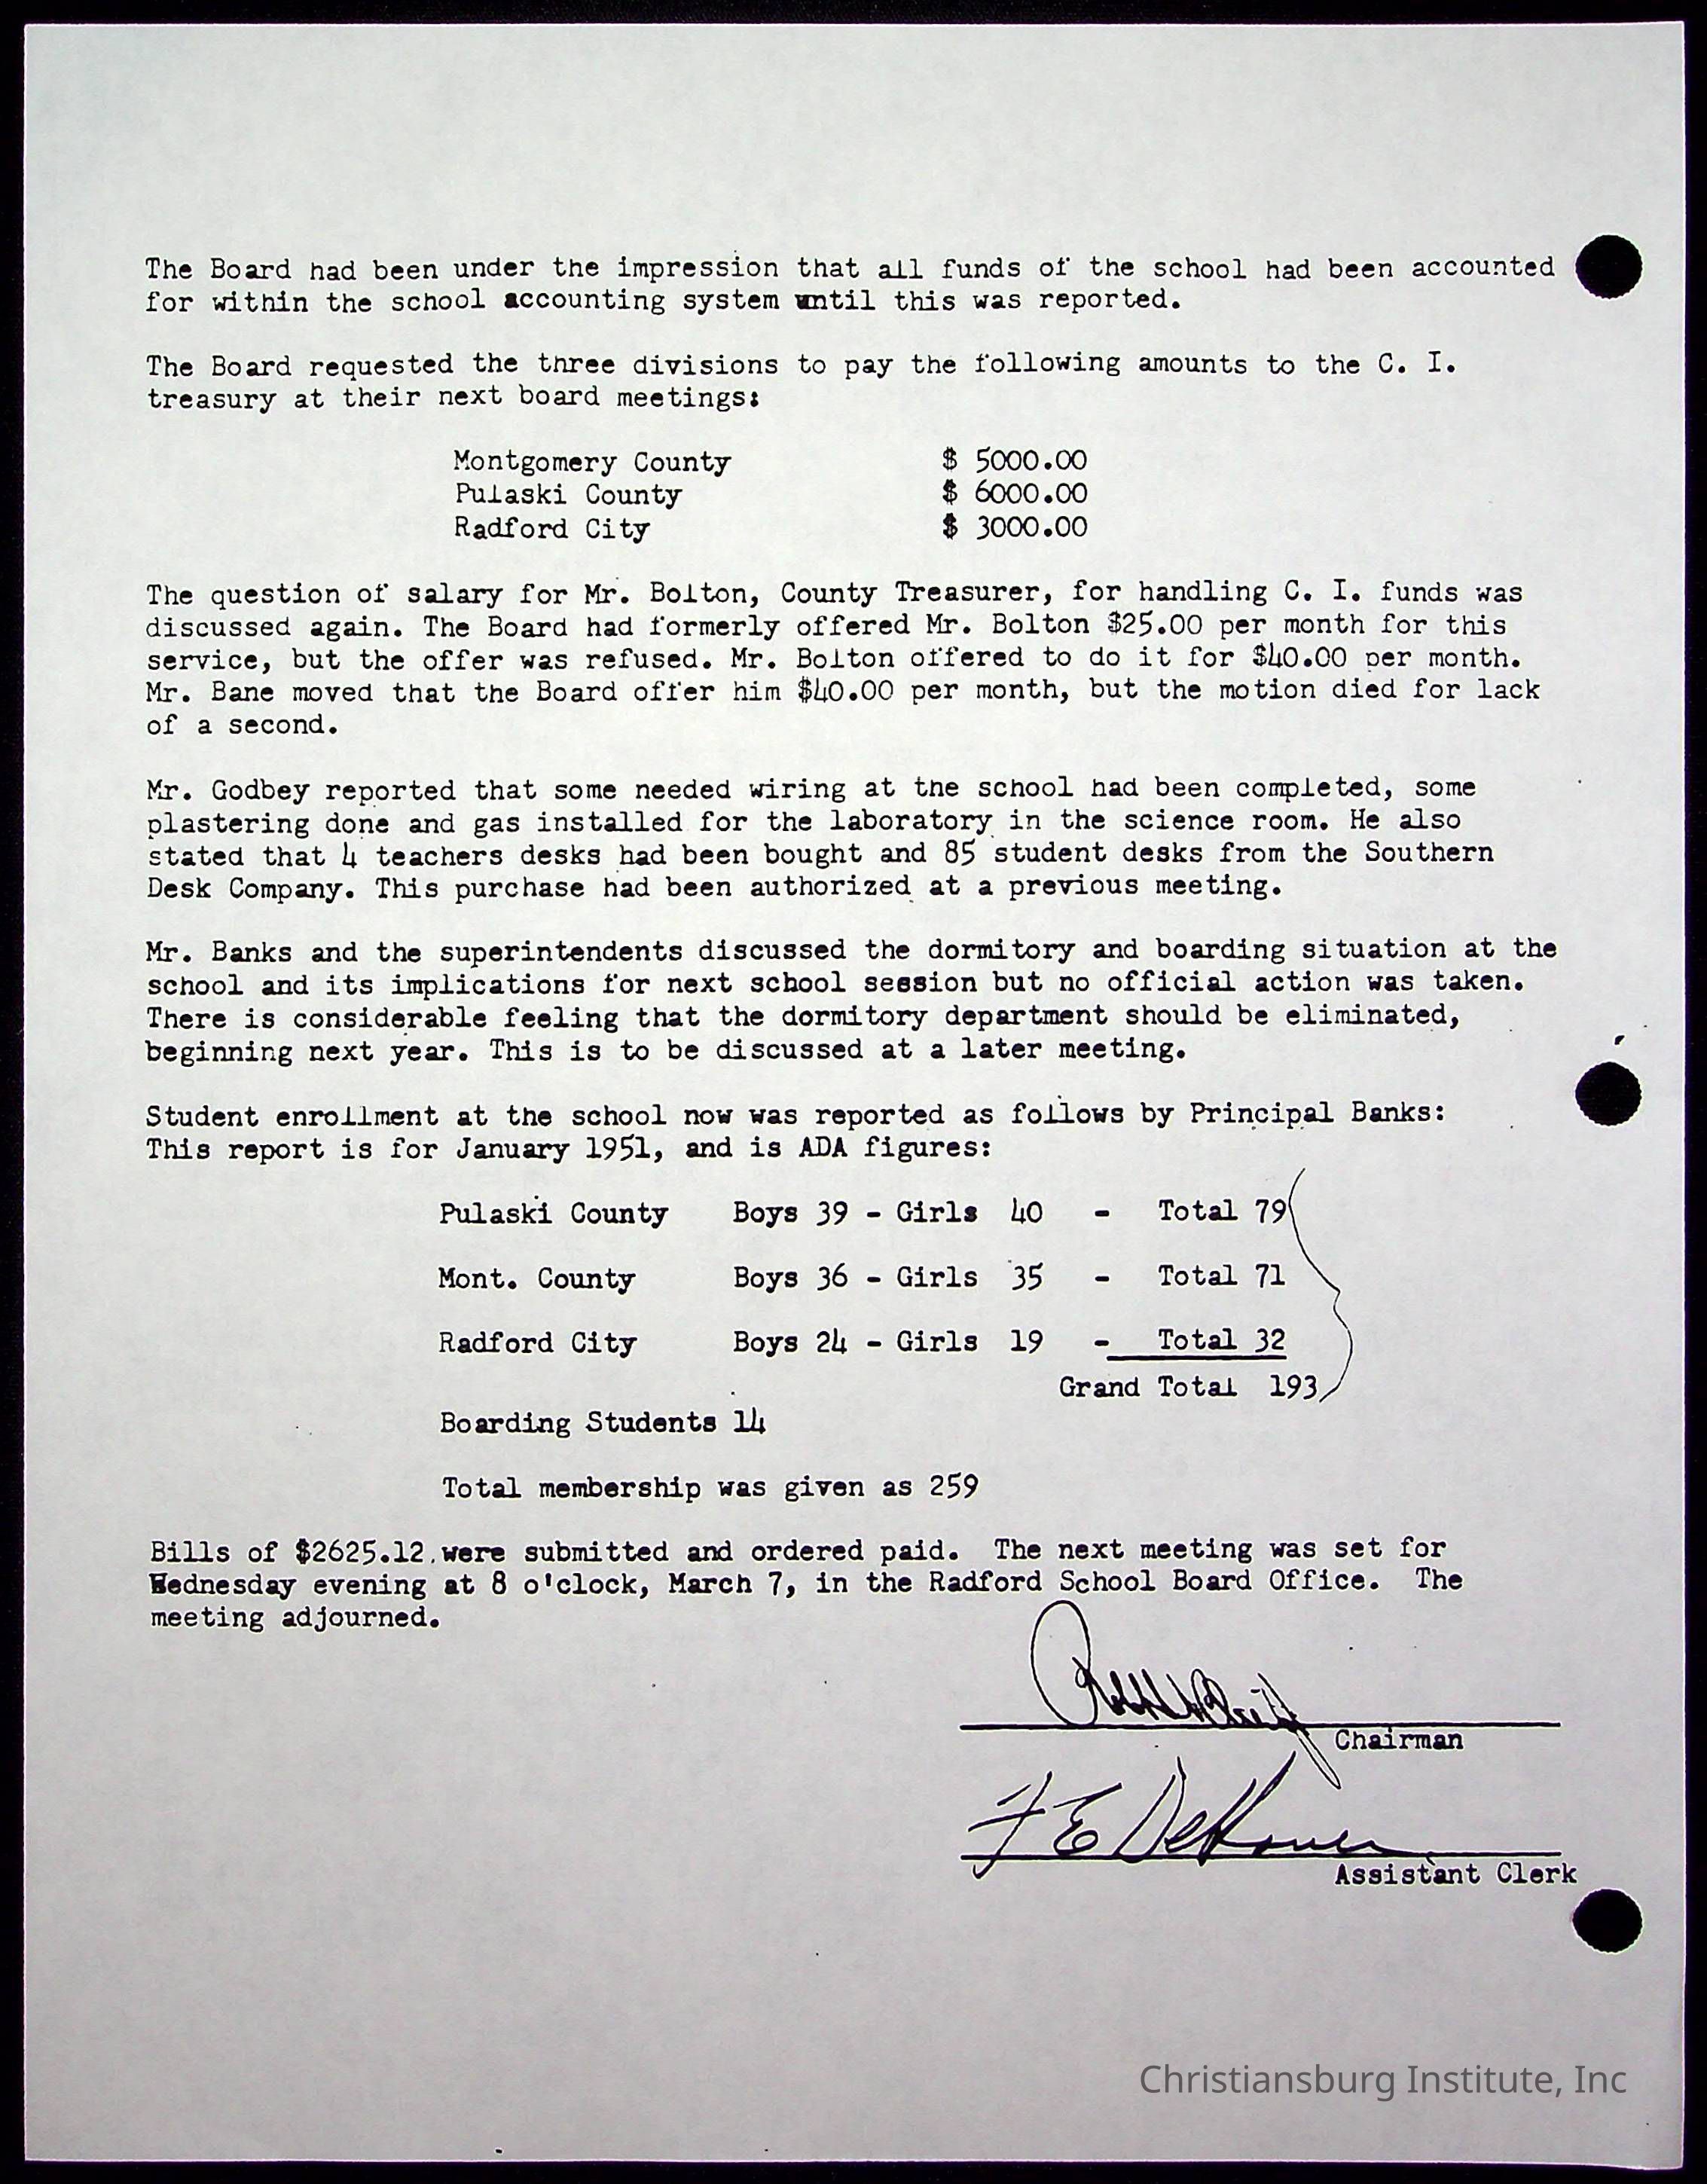 The Board had been under the impression that all funds of the school had been accounted
for within the school accounting system until this was reported.
The Board requested the three divisions to pay the following amounts to the C. I.
treasury at their next board meetings:
Montgomery County $ 5000.00
Pulaski County $ 6000.00
Radford City $ 3000.00
The question of salary for Mr. Bolton, County Treasurer, for handling C. I. funds was
discussed again. The Board had formerly offered Mr. Bolton $25.00 per month for this
service, but the offer was refused. Mr. Bolton offered to do it for $40.00 per month.
Mr. Bane moved that the Board offer him $40.00 per month, but the motion died for lack
of a second.
Mr. Godbey reported that some needed wiring at the school had been completed, some
plastering done and gas installed for the laboratory in the science room. He also
stated that 4 teachers desks had been bought and 85 student desks from the Southern
Desk Company. This purchase had been authorized at a previous meeting.
Mr. Banks and the superintendents discussed the dormitory and boarding situation at the
school and its implications for next school session but no official action was taken.
There is considerable feeling that the dormitory department should be eliminated,
beginning next year. This is to be discussed at a later meeting.
Student enrollment at the school now was reported as follows by Principal Banks:
This report is for January 1951, and is ADA figures:
Pulaski County Boys 39 - Girls 40 - Total 79
Mont. County Boys 36 - Girls 35 - Total 71
Radford City Boys 24 - Girls 19 - Total 32
Grand Total 193
Boarding Students 14
Total membership was given as 259
Bills of $2625.12.were submitted and ordered paid. The next meeting was set for
Wednesday evening at 8 o'clock, March 7, in the Radford School Board Office. The
meeting adjourned.
Chairman
F E DeHaven
Assistant Clerk
Christiansburg Institute, Inc